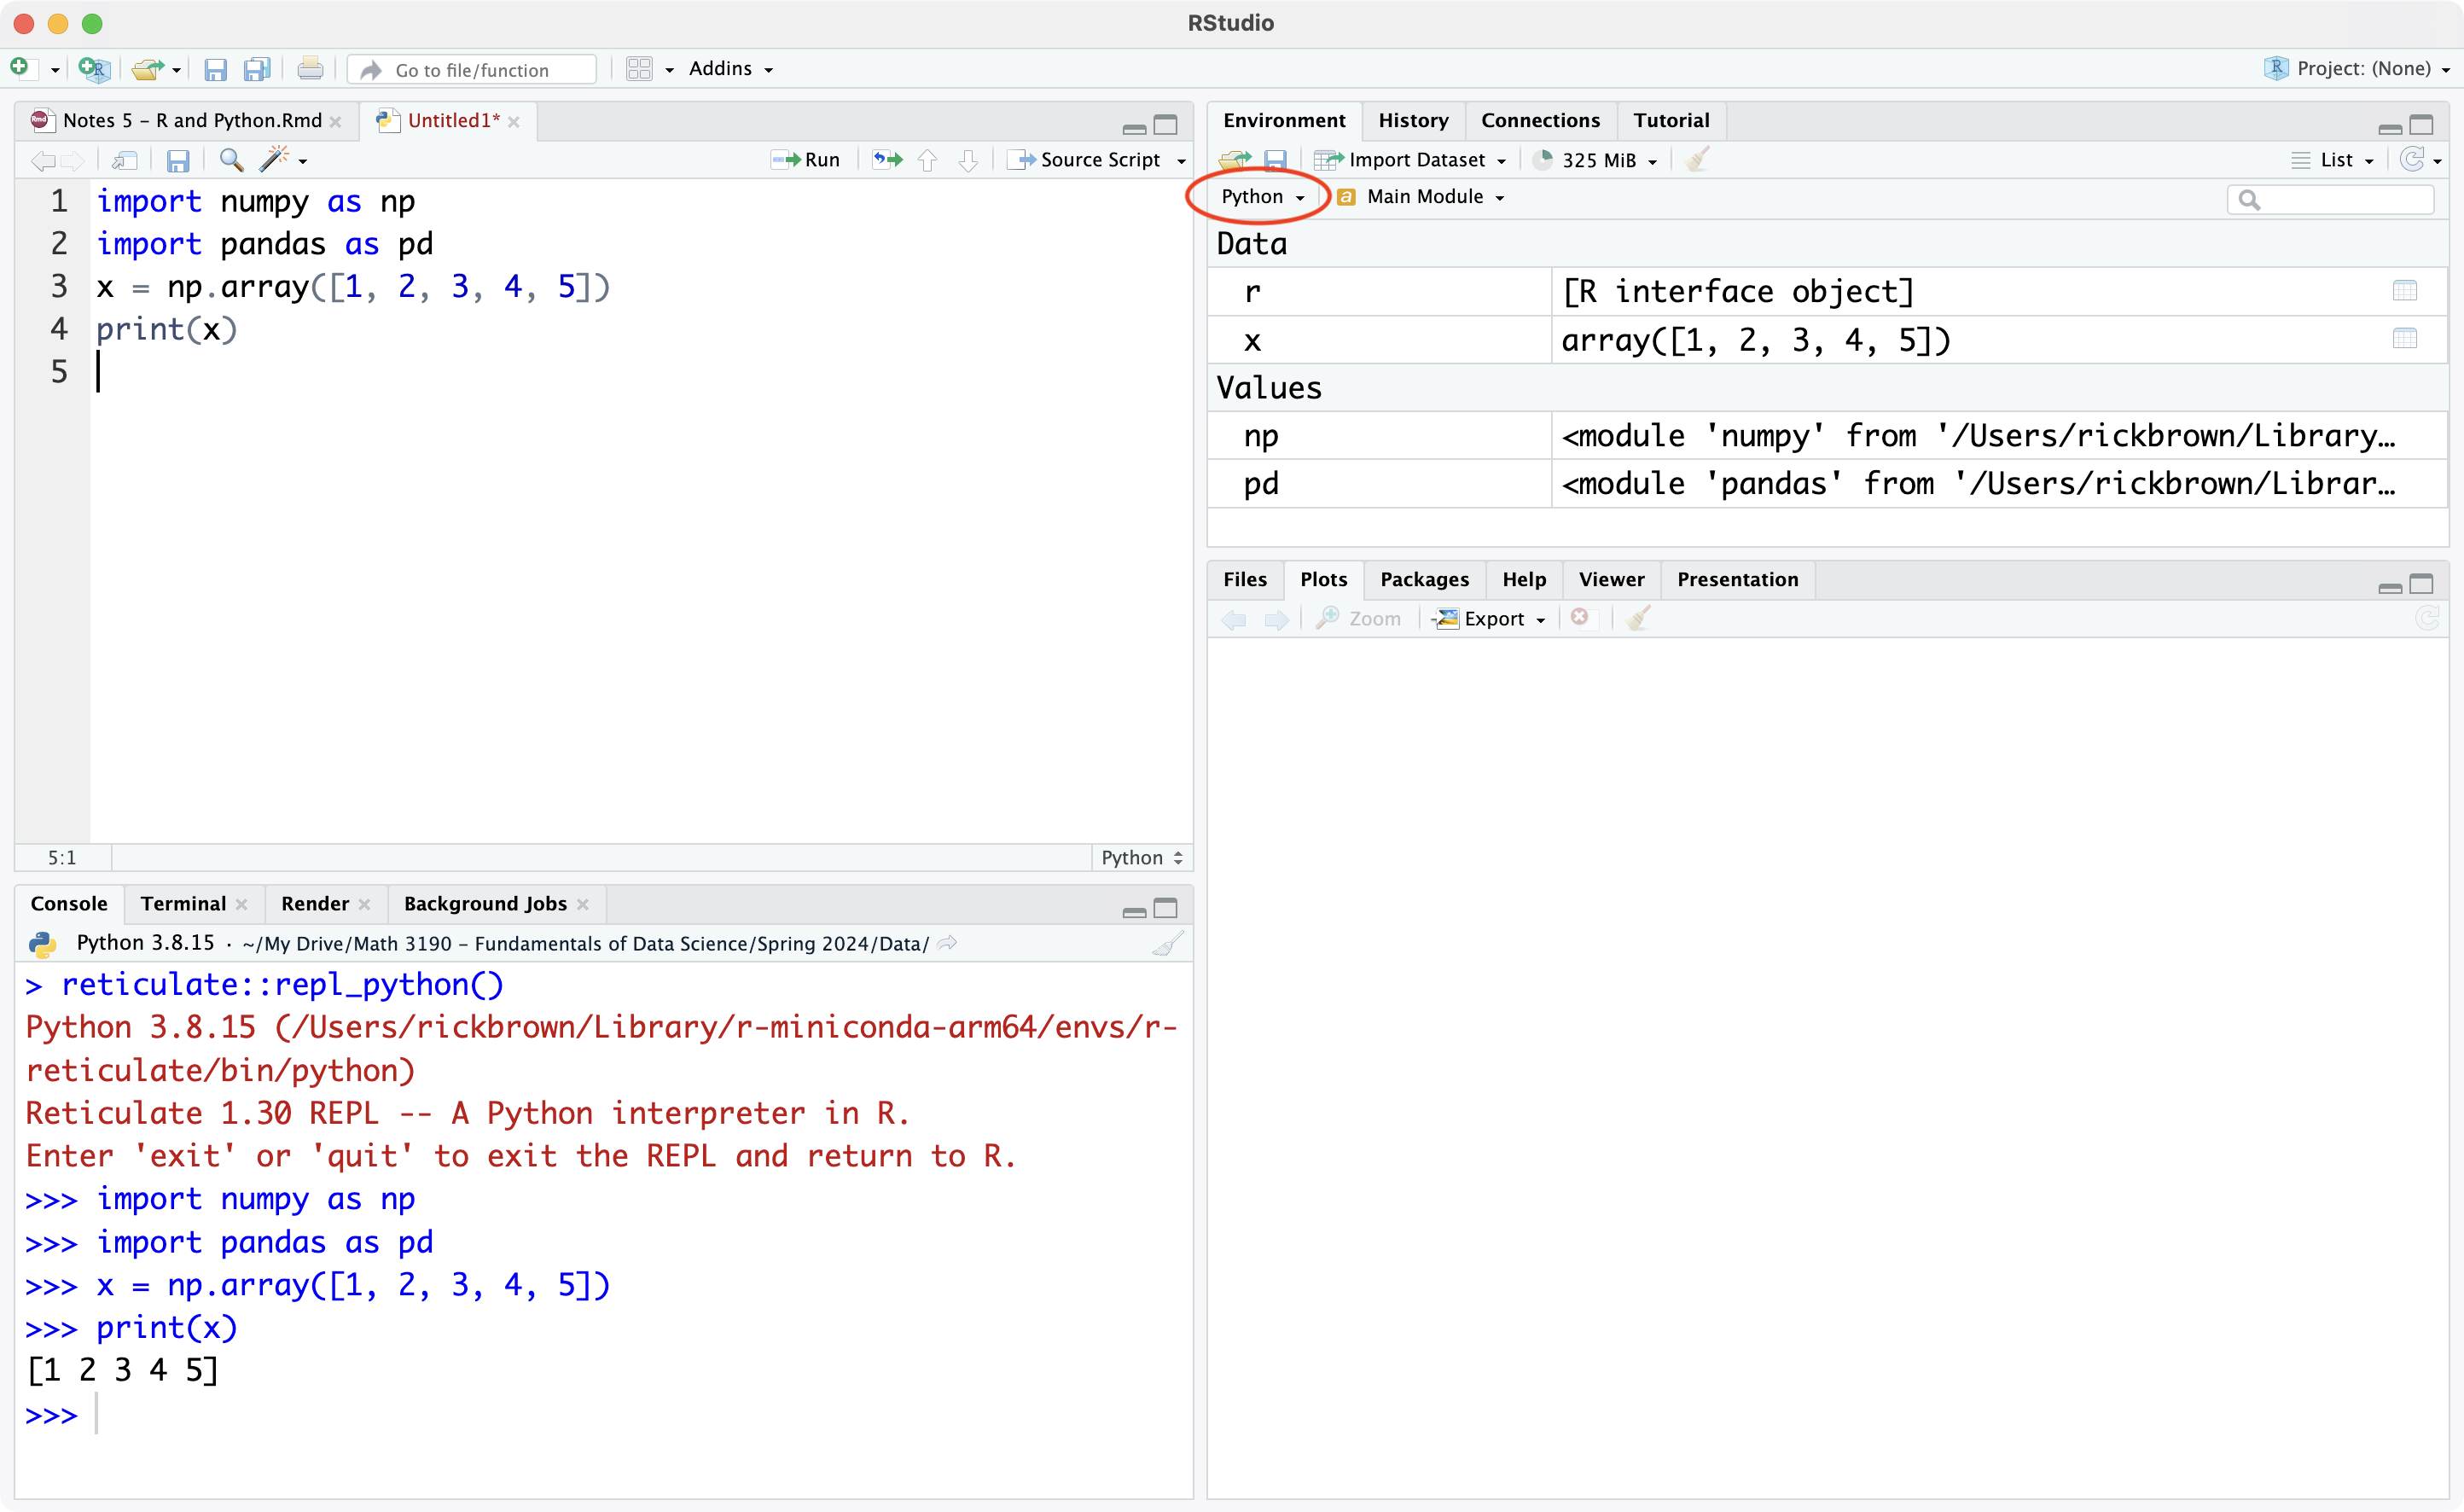 RStudio
Go to file/function
Addins
Project: (None)
Notes 5 – R and Python.Rmd
Untitled1*
Run
Source Script
1 import numpy as np
2 import pandas as pd
3 x = np.array([1, 2, 3, 4, 5])
4 print(x)
5
5:1
Python
Console
Terminal
Render
Background Jobs
Python 3.8.15 · ~/My Drive/Math 3190 – Fundamentals of Data Science/Spring 2024/Data/
> reticulate::repl_python()
Python 3.8.15 (/Users/rickbrown/Library/r-miniconda-arm64/envs/r-
reticulate/bin/python)
Reticulate 1.30 REPL -- A Python interpreter in R.
Enter 'exit' or 'quit' to exit the REPL and return to R.
>>> import numpy as np
>>> import pandas as pd
>>> x = np.array([1, 2, 3, 4, 5])
>>> print(x)
[1 2 3 4 5]
>>>
Environment
History
Connections
Tutorial
Import Dataset
325 MiB
List
Python
a Main Module
Data
r [R interface object]
x array([1, 2, 3, 4, 5])
Values
np <module 'numpy' from '/Users/rickbrown/Library…
pd <module 'pandas' from '/Users/rickbrown/Librar…
Files
Plots
Packages
Help
Viewer
Presentation
Zoom
Export